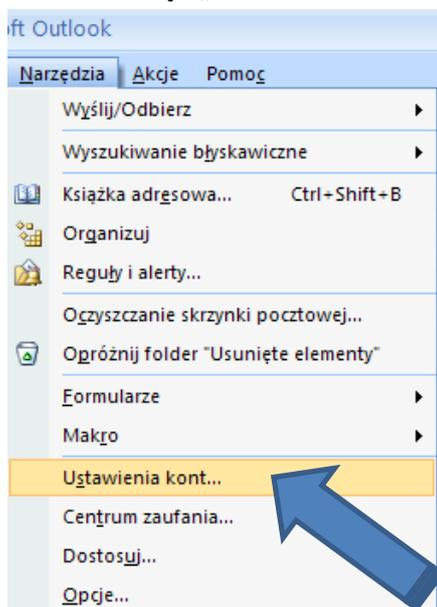 ft Outlook
Narzędzia Akcje Pomoc
Wyślij/Odbierz
Wyszukiwanie błyskawiczne
Książka adresowa... Ctrl+Shift+B
Organizuj
Reguły i alerty...
Oczyszczanie skrzynki pocztowej...
Opróżnij folder "Usunięte elementy"
Formularze
Makro
Ustawienia kont...
Centrum zaufania...
Dostosuj...
Opcje...